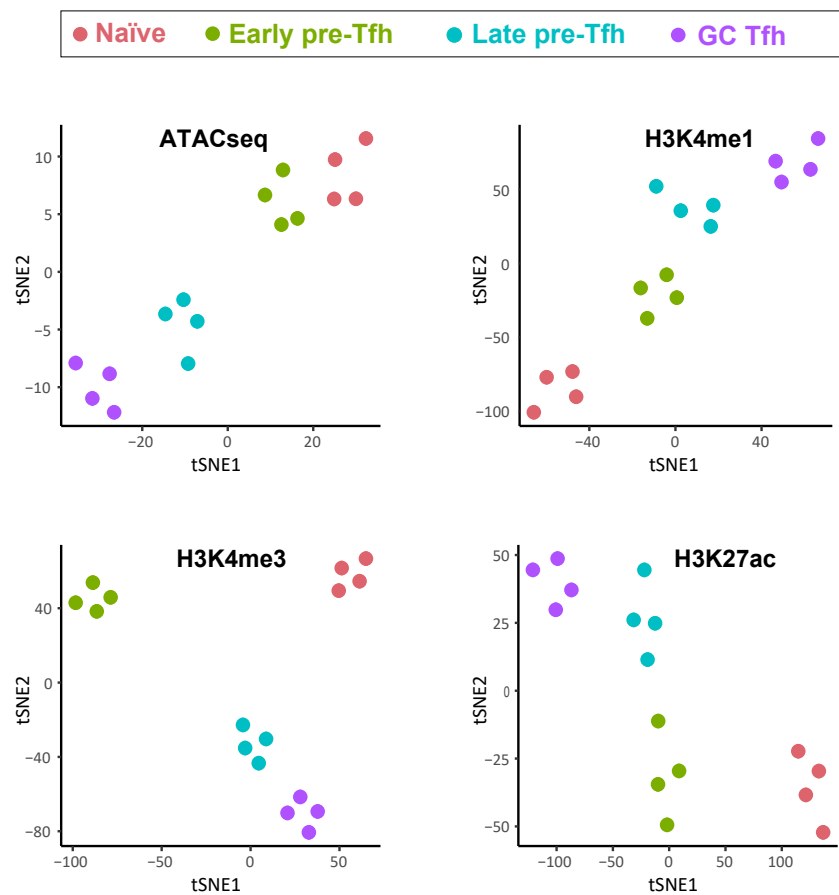 Naïve Early pre-Tfh Late pre-Tfh GC Tfh
ATACseq
10
5
0
−5
−10
tSNE2
−20 0 20
tSNE1
H3K4me1
50
0
−50
−100
tSNE2
−40 0 40
tSNE1
H3K4me3
40
0
−40
−80
tSNE2
−100 −50 0 50
tSNE1
H3K27ac
50
25
0
−25
−50
tSNE2
−100 −50 0 50 100
tSNE1